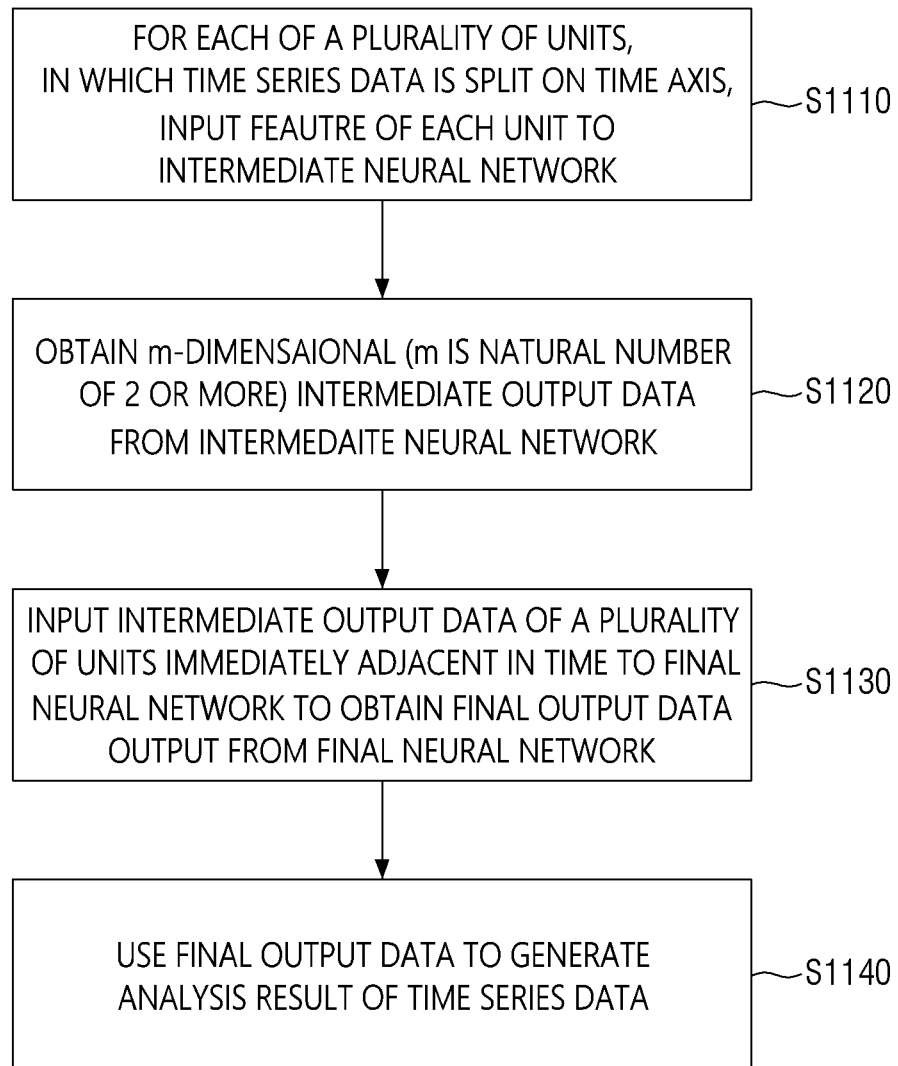 FOR EACH OF A PLURALITY OF UNITS,
IN WHICH TIME SERIES DATA IS SPLIT ON TIME AXIS,
INPUT FEAUTRE OF EACH UNIT TO
INTERMEDIATE NEURAL NETWORK
S1110
OBTAIN m-DIMENSAIONAL (m IS NATURAL NUMBER
OF 2 OR MORE) INTERMEDIATE OUTPUT DATA
FROM INTERMEDAITE NEURAL NETWORK
S1120
INPUT INTERMEDIATE OUTPUT DATA OF A PLURALITY
OF UNITS IMMEDIATELY ADJACENT IN TIME TO FINAL
NEURAL NETWORK TO OBTAIN FINAL OUTPUT DATA
OUTPUT FROM FINAL NEURAL NETWORK
S1130
USE FINAL OUTPUT DATA TO GENERATE
ANALYSIS RESULT OF TIME SERIES DATA
S1140